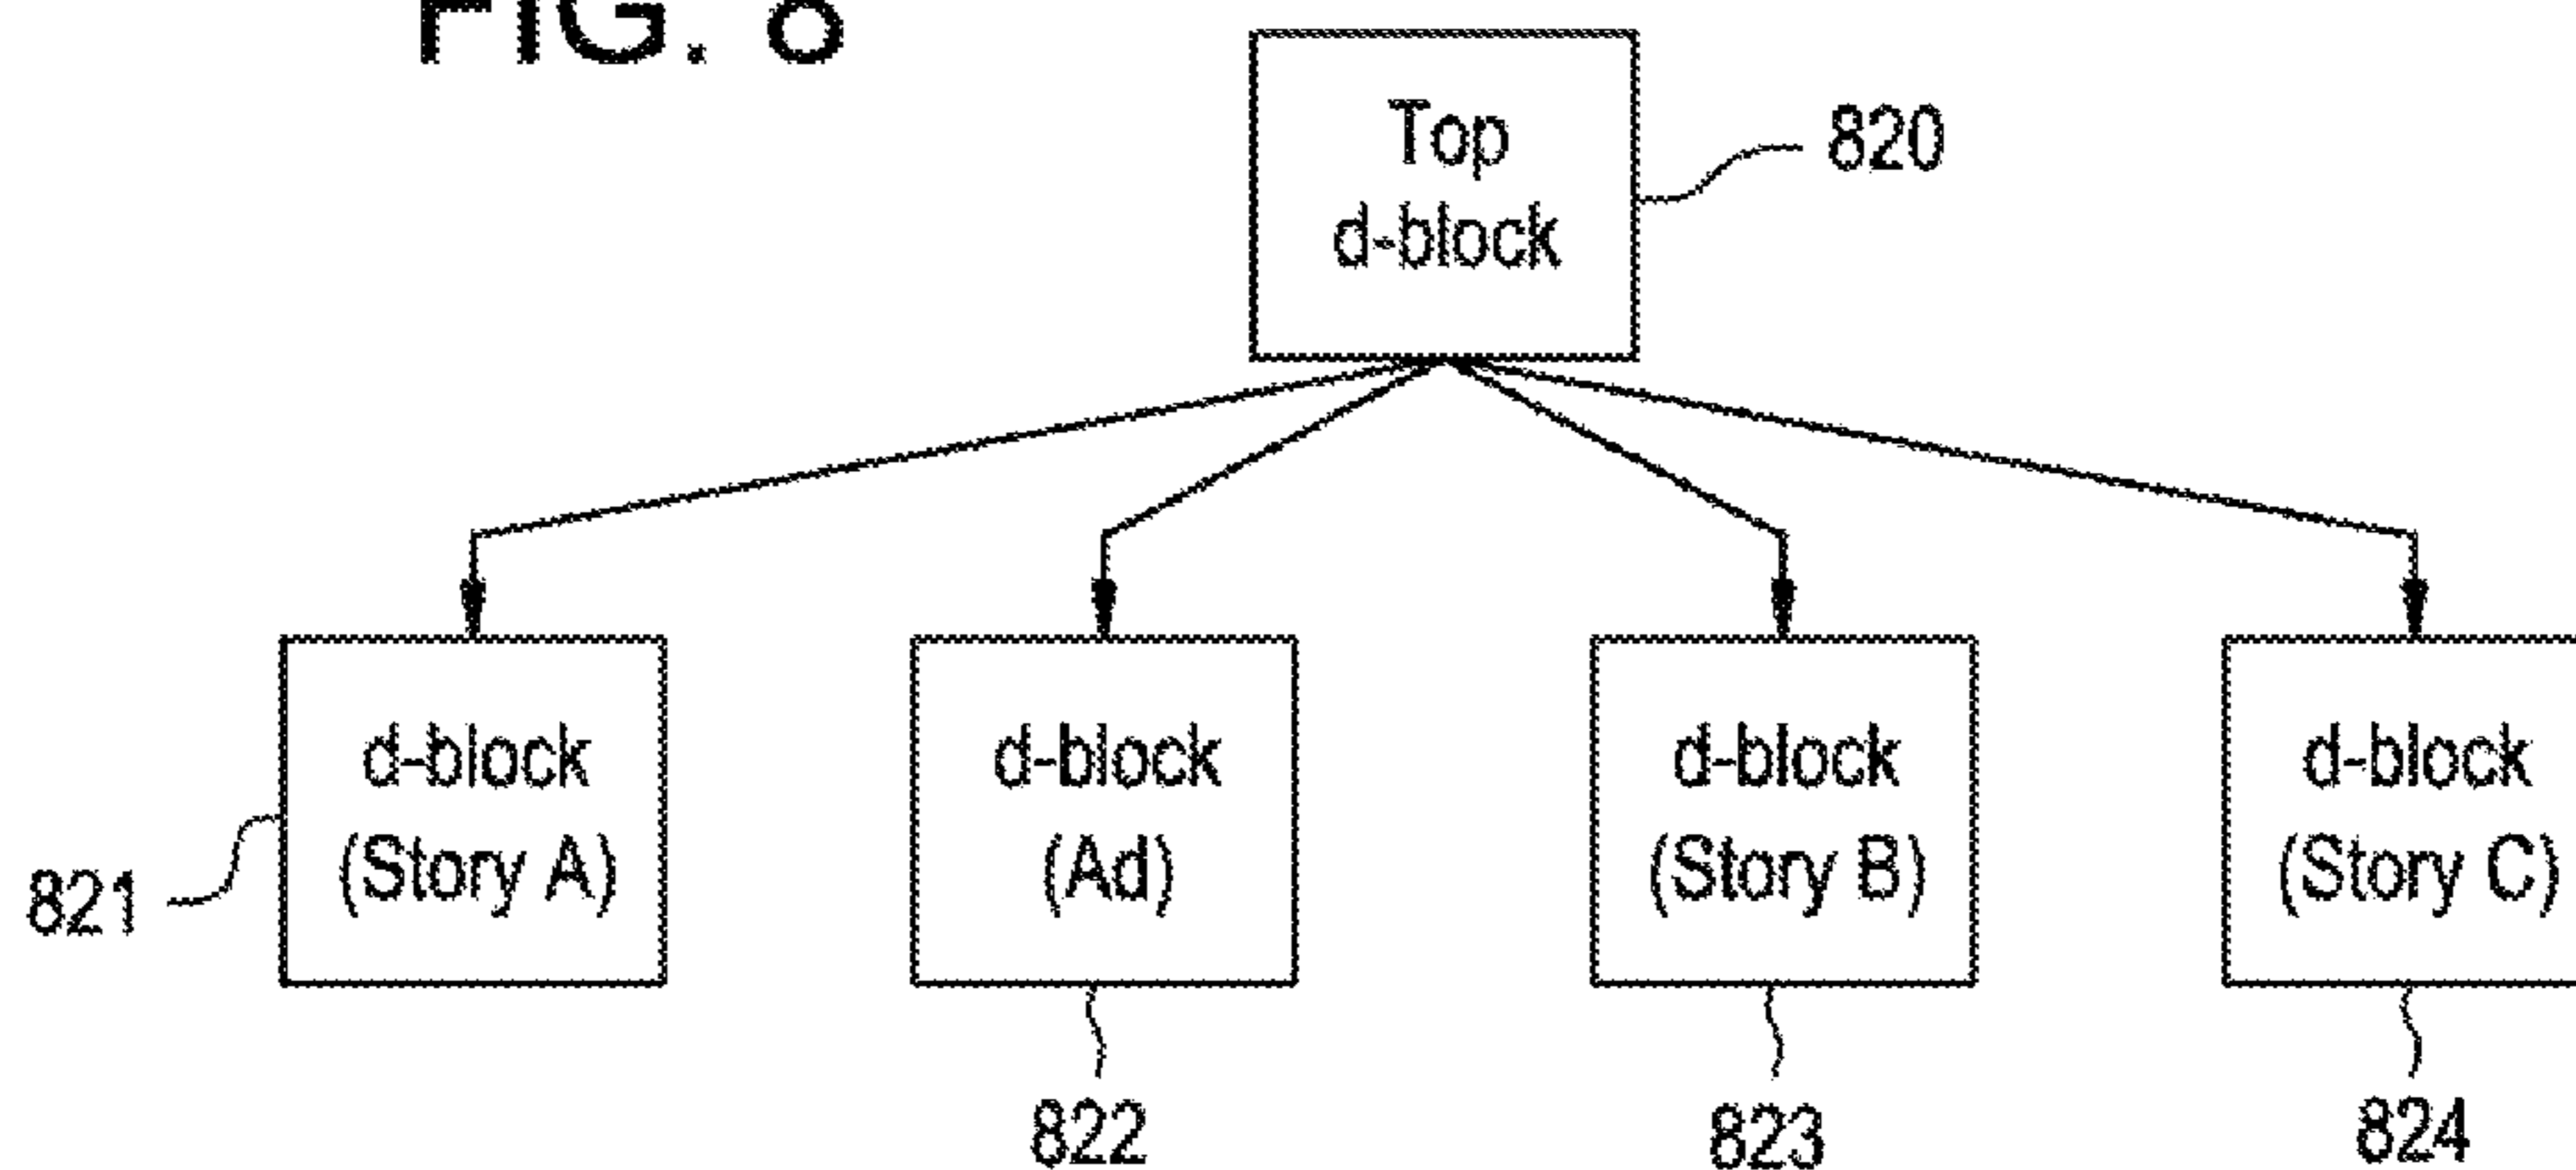 FIG. 8
Top
d-block
820
d-block
(Story A)
821
d-block
(Ad)
822
d-block
(Story B)
823
d-block
(Story C)
824